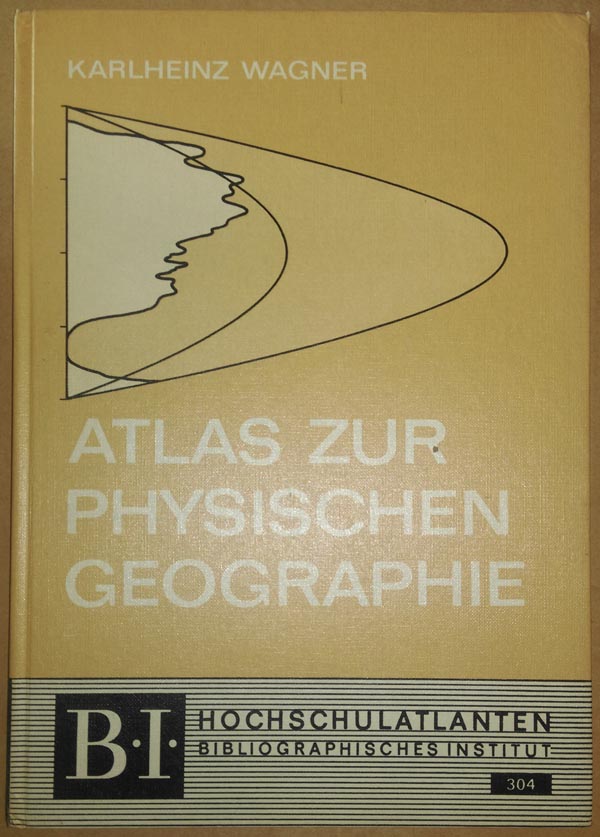 KARLHEINZ WAGNER
ATLAS ZUR
PHYSISCHEN
GEOGRAPHIE
B·I·
HOCHSCHULATLANTEN
BIBLIOGRAPHISCHES INSTITUT
304